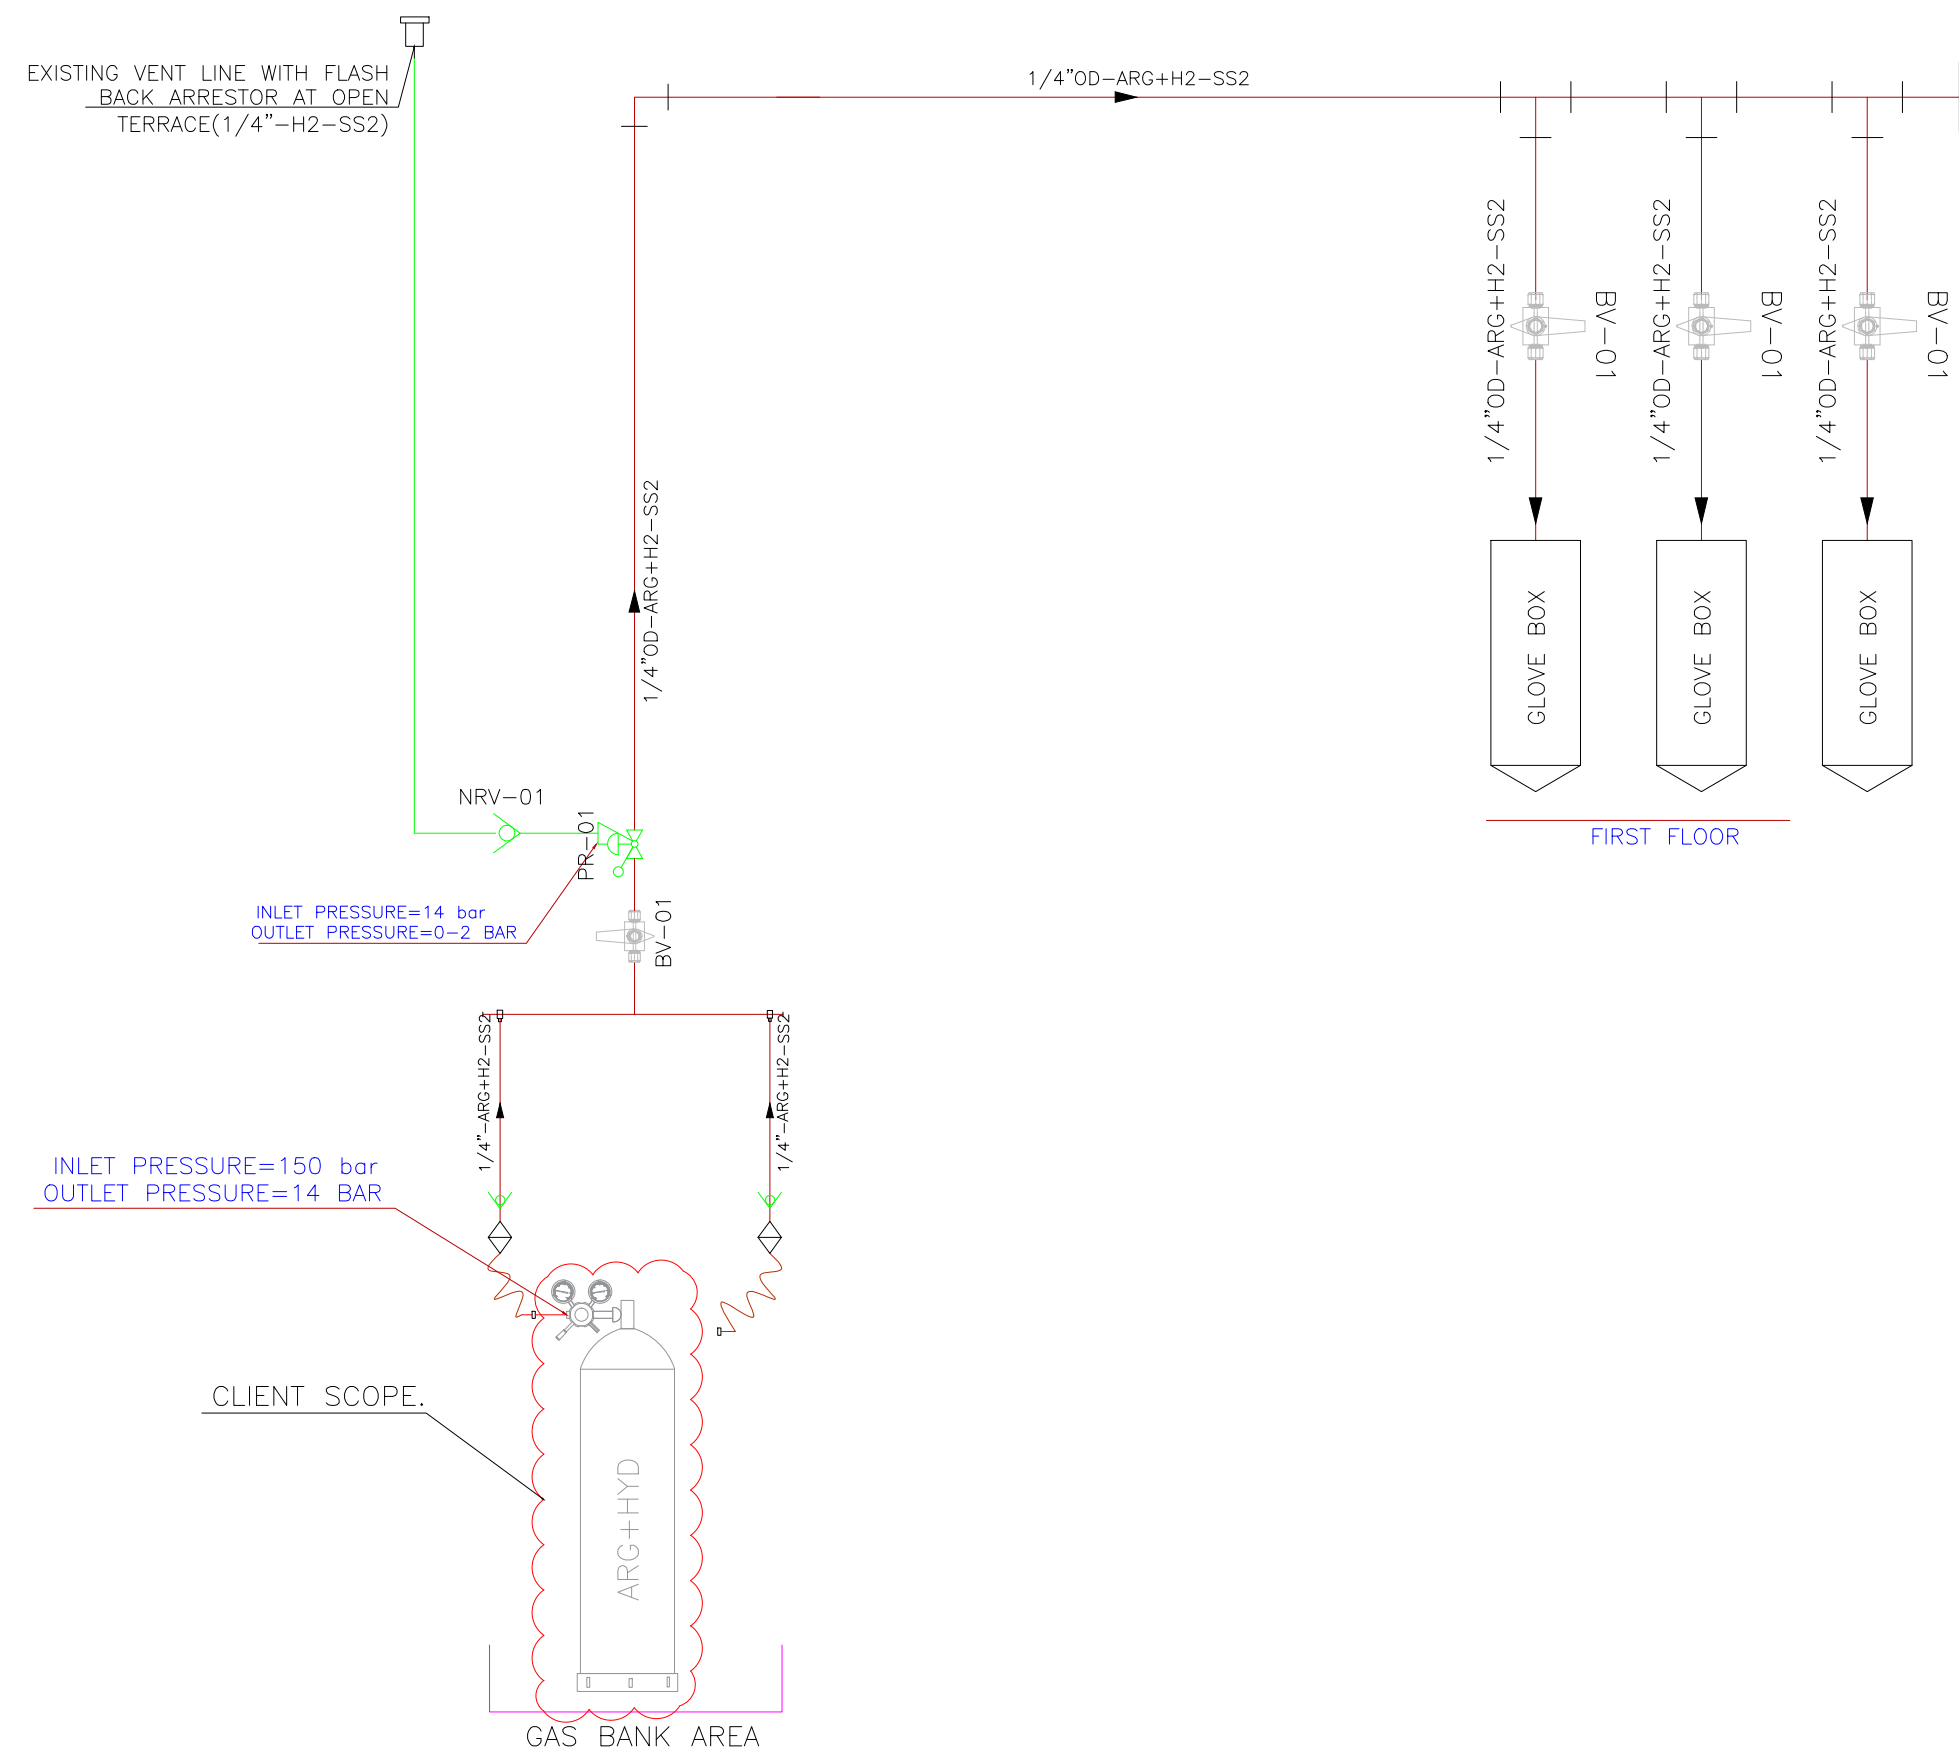 EXISTING VENT LINE WITH FLASH
BACK ARRESTOR AT OPEN
TERRACE(1/4"-H2-SS2)
1/4"OD-ARG+H2-SS2
1/4"OD-ARG+H2-SS2
BV-01
1/4"OD-ARG+H2-SS2
BV-01
1/4"OD-ARG+H2-SS2
BV-01
GLOVE BOX
GLOVE BOX
GLOVE BOX
FIRST FLOOR
1/4"OD-ARG+H2-SS2
NRV-01
PR-01
INLET PRESSURE=14 bar
OUTLET PRESSURE=0-2 BAR
BV-01
1/4"-ARG+H2-SS2
1/4"-ARG+H2-SS2
INLET PRESSURE=150 bar
OUTLET PRESSURE=14 BAR
CLIENT SCOPE.
ARG+HYD
GAS BANK AREA